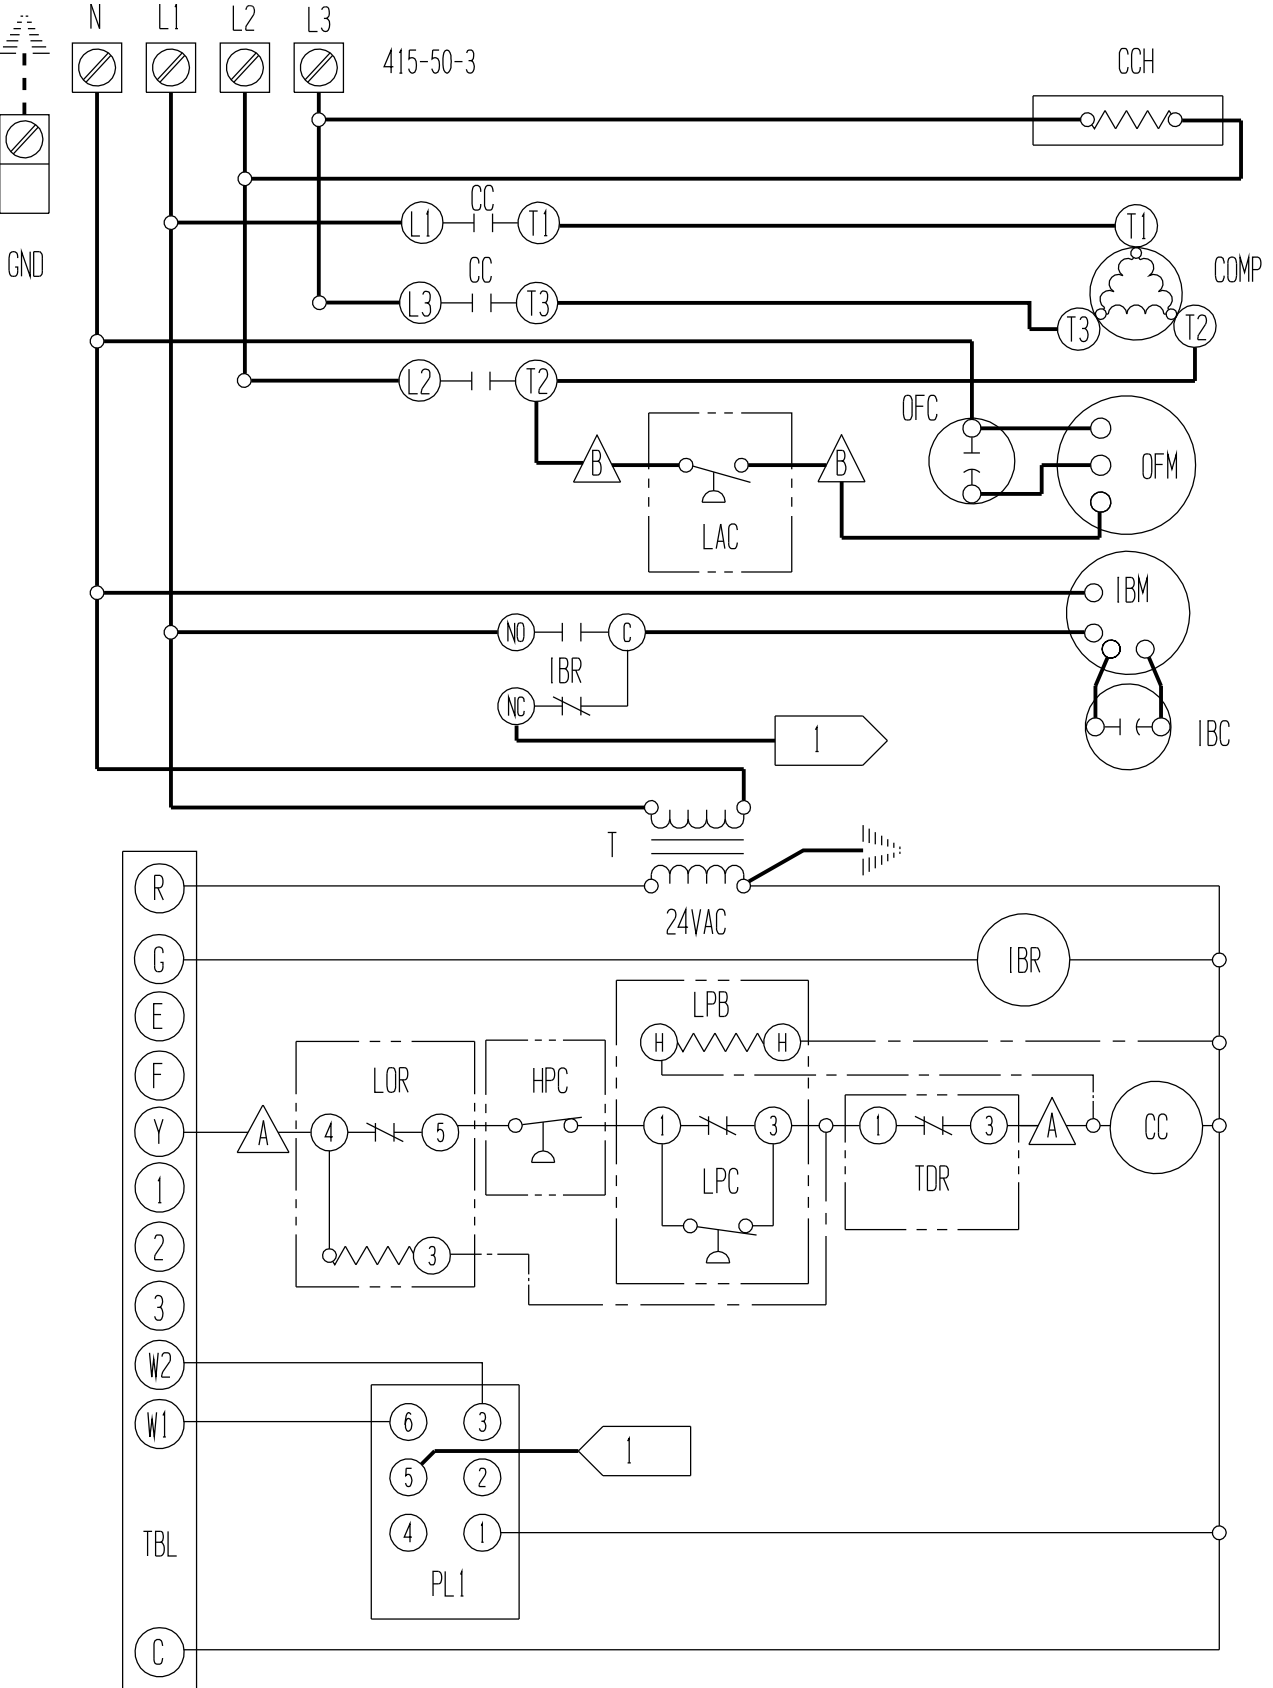 N L1 L2 L3
415-50-3
CCH
GND
CC
L1 T1 T1
CC
COMP
L3 T3 T3 T2
L2 T2
OFC
B B
OFM
LAC
IBM
NO C
IBR
NC
1
IBC
T
R
24VAC
G IBR
E
LPB
H H
F
LOR HPC
Y A 4 5 1 3 1 3 A CC
LPC TDR
1
2 3
3
W2
W1 6 3
1
5 2
4 1
TBL
PL1
C